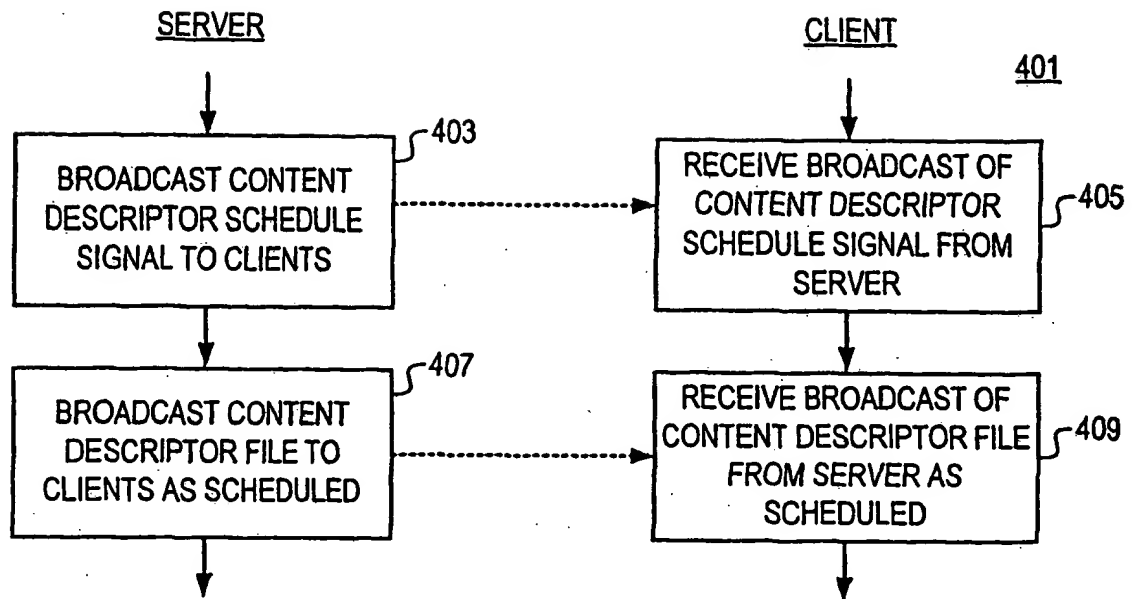 SERVER
CLIENT
401
403
BROADCAST CONTENT
DESCRIPTOR SCHEDULE
SIGNAL TO CLIENTS
RECEIVE BROADCAST OF
CONTENT DESCRIPTOR
SCHEDULE SIGNAL FROM
SERVER
405
407
BROADCAST CONTENT
DESCRIPTOR FILE TO
CLIENTS AS SCHEDULED
RECEIVE BROADCAST OF
CONTENT DESCRIPTOR FILE
FROM SERVER AS
SCHEDULED
409